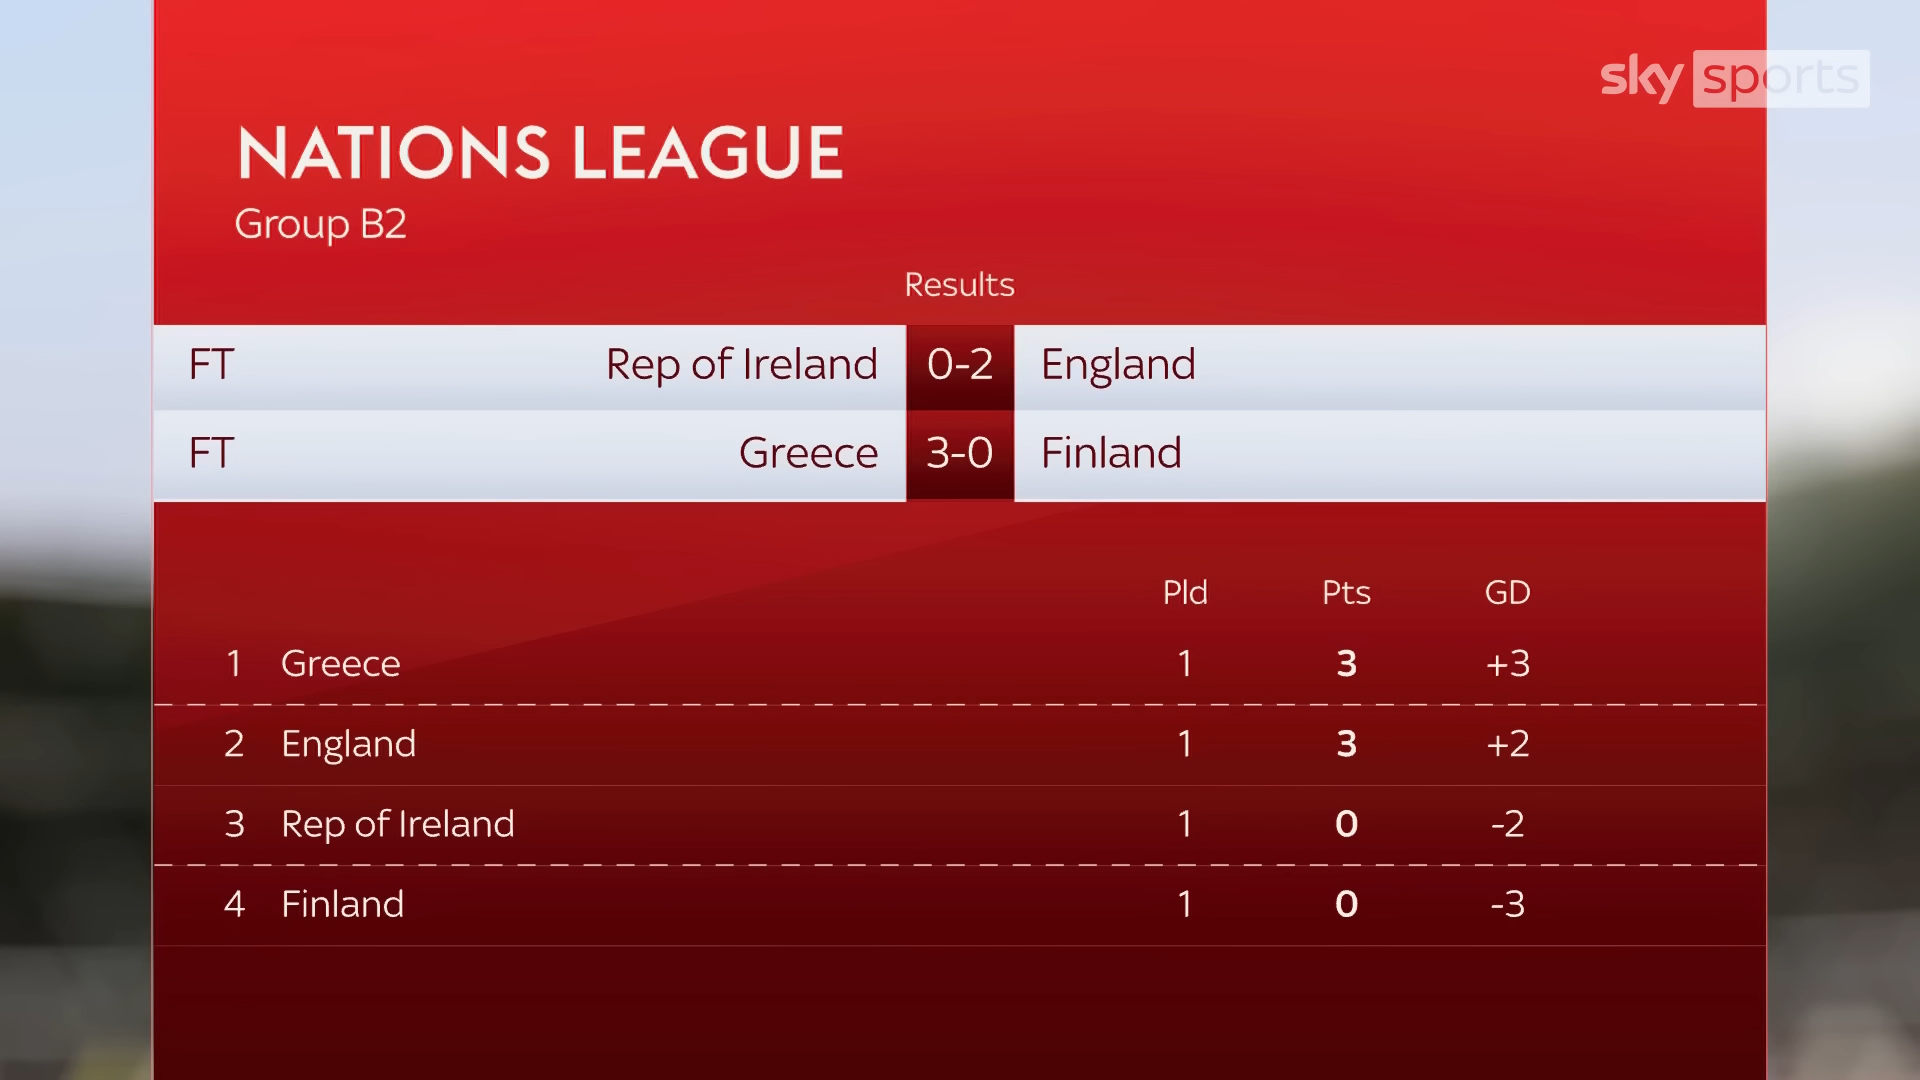 sky sports
NATIONS LEAGUE
Group B2
Results
FT Rep of Ireland 0-2 England
FT Greece 3-0 Finland
Pld Pts GD
1 Greece 1 3 +3
2 England 1 3 +2
3 Rep of Ireland 1 0 -2
4 Finland 1 0 -3